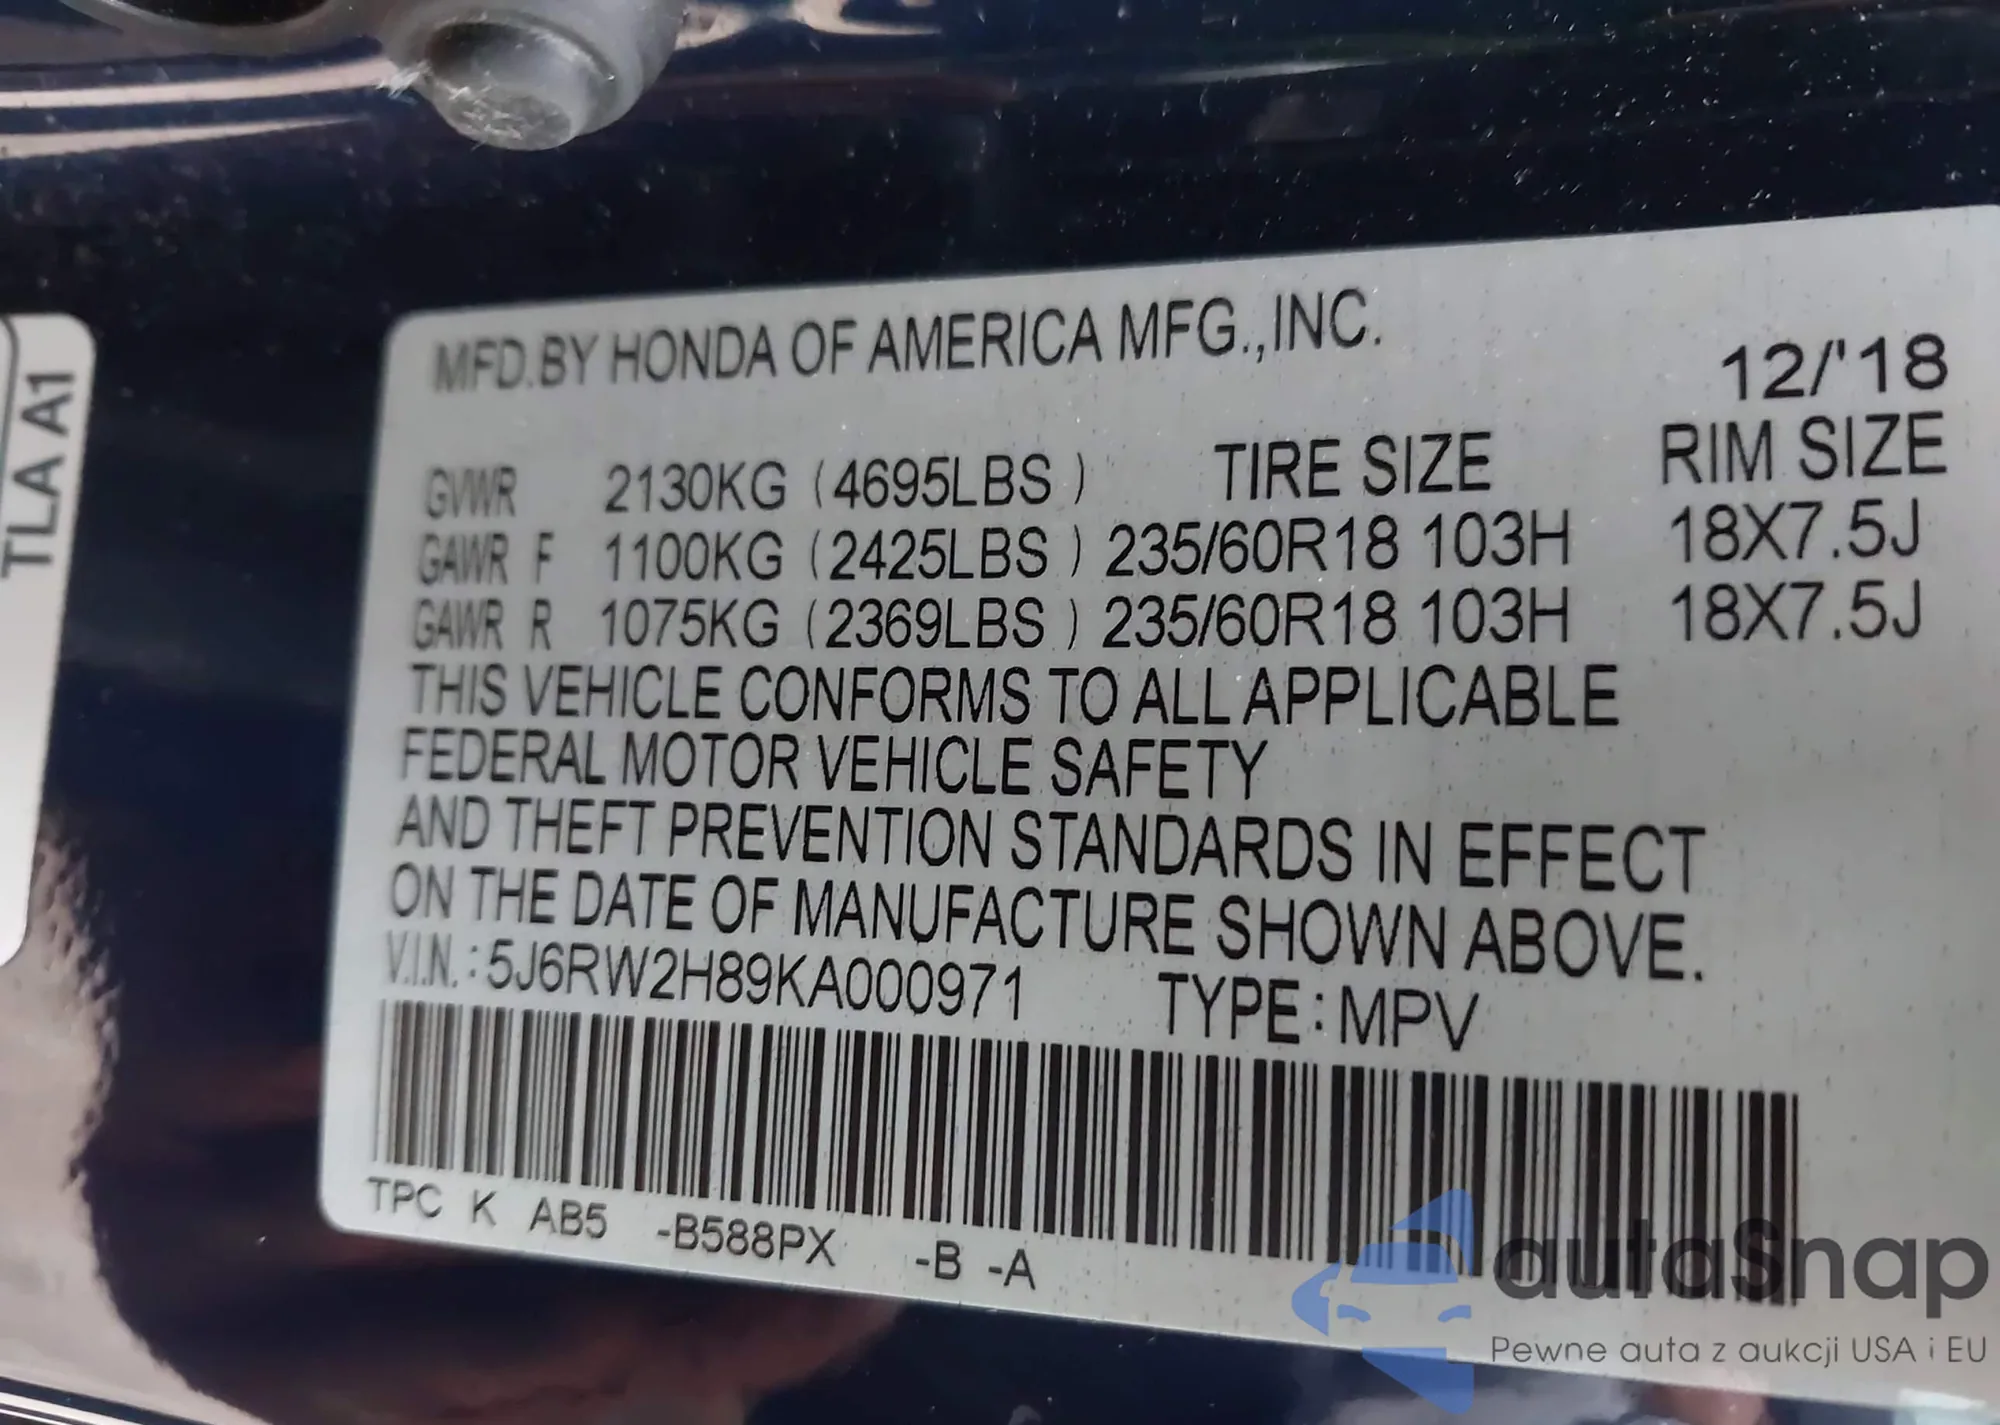 TLA A1
MFD.BY HONDA OF AMERICA MFG.,INC.
12/'18
GVWR 2130KG (4695LBS ) TIRE SIZE RIM SIZE
GAWR F 1100KG (2425LBS ) 235/60R18 103H 18X7.5J
GAWR R 1075KG (2369LBS ) 235/60R18 103H 18X7.5J
THIS VEHICLE CONFORMS TO ALL APPLICABLE
FEDERAL MOTOR VEHICLE SAFETY
AND THEFT PREVENTION STANDARDS IN EFFECT
ON THE DATE OF MANUFACTURE SHOWN ABOVE.
V.I.N.:5J6RW2H89KA000971 TYPE:MPV
TPC K AB5 -B588PX -B -A
autaSnap
Pewne auta z aukcji USA i EU